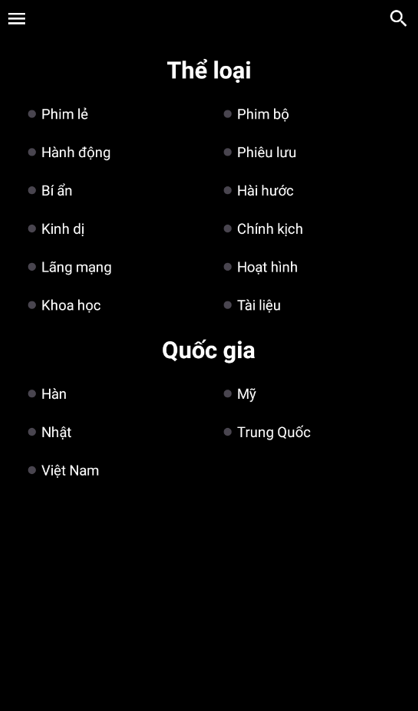 Thể loại
Phim lẻ
Phim bộ
Hành động
Phiêu lưu
Bí ẩn
Hài hước
Kinh dị
Chính kịch
Lãng mạng
Hoạt hình
Khoa học
Tài liệu
Quốc gia
Hàn
Mỹ
Nhật
Trung Quốc
Việt Nam